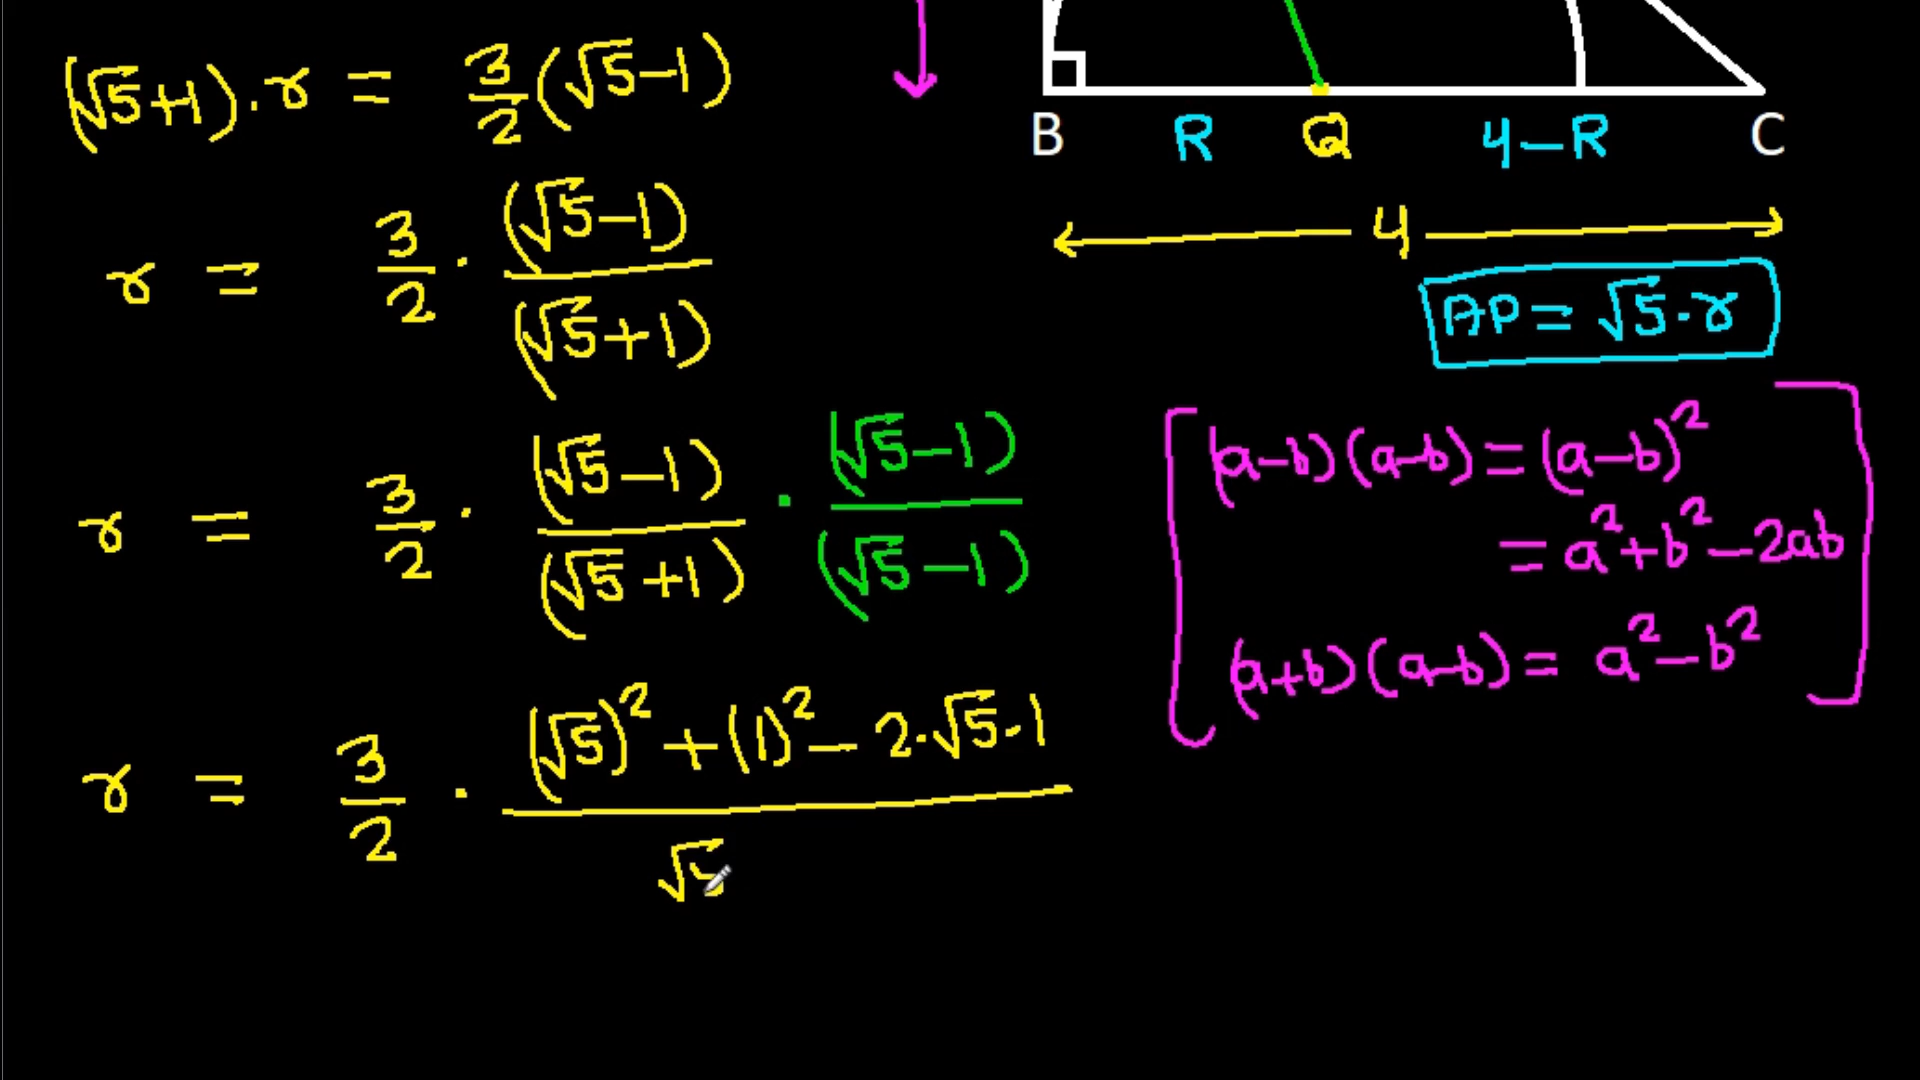 (√5+1)·r = 3/2 (√5-1)
B R Q 4-R C
4
r = 3/2 · (√5-1)/(√5+1)
AP = √5·r
r = 3/2 · (√5-1)/(√5+1) · (√5-1)/(√5-1)
(a-b)(a-b) = (a-b)²
= a²+b²-2ab
(a+b)(a-b) = a²-b²
r = 3/2 · ((√5)²+(1)²-2·√5·1)/√5